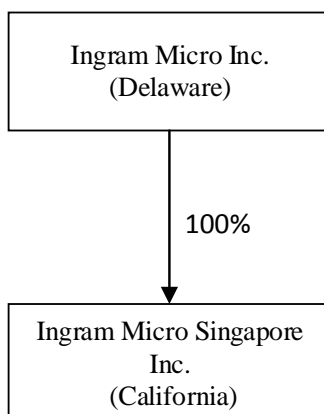 Ingram Micro Inc.
(Delaware)
100%
Ingram Micro Singapore
Inc.
(California)